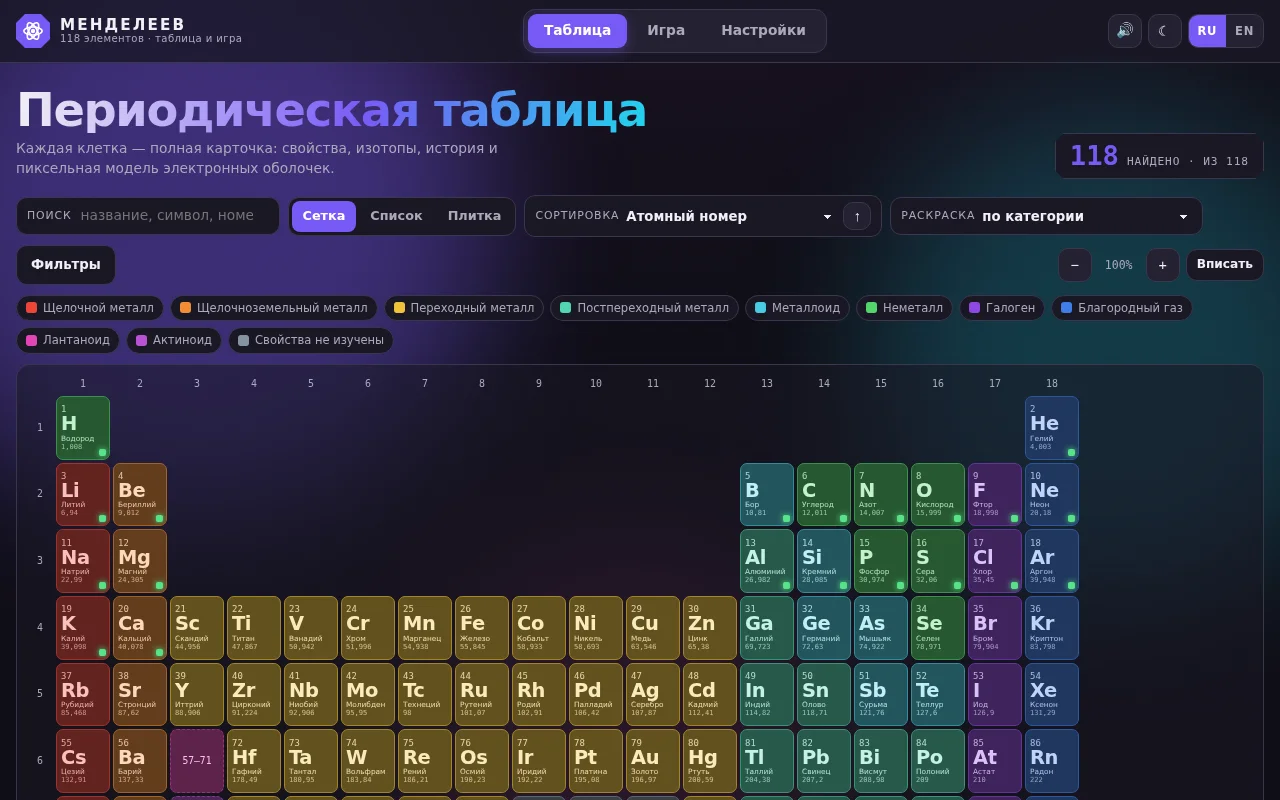 МЕНДЕЛЕЕВ
118 элементов · таблица и игра
Таблица Игра Настройки
RU EN
Периодическая таблица
Каждая клетка — полная карточка: свойства, изотопы, история и
пиксельная модель электронных оболочек.
118 НАЙДЕНО · ИЗ 118
ПОИСК название, символ, номе
Сетка Список Плитка
СОРТИРОВКА Атомный номер ↑
РАСКРАСКА по категории
Фильтры
− 100% + Вписать
Щелочной металл Щелочноземельный металл Переходный металл Постпереходный металл Металлоид Неметалл Галоген Благородный газ
Лантаноид Актиноид Свойства не изучены
1 2 3 4 5 6 7 8 9 10 11 12 13 14 15 16 17 18
1
1 2
H He
Водород Гелий
1,008 4,003
2
3 4 5 6 7 8 9 10
Li Be B C N O F Ne
Литий Бериллий Бор Углерод Азот Кислород Фтор Неон
6,94 9,012 10,81 12,011 14,007 15,999 18,998 20,18
3
11 12 13 14 15 16 17 18
Na Mg Al Si P S Cl Ar
Натрий Магний Алюминий Кремний Фосфор Сера Хлор Аргон
22,99 24,305 26,982 28,085 30,974 32,06 35,45 39,948
4
19 20 21 22 23 24 25 26 27 28 29 30 31 32 33 34 35 36
K Ca Sc Ti V Cr Mn Fe Co Ni Cu Zn Ga Ge As Se Br Kr
Калий Кальций Скандий Титан Ванадий Хром Марганец Железо Кобальт Никель Медь Цинк Галлий Германий Мышьяк Селен Бром Криптон
39,098 40,078 44,956 47,867 50,942 51,996 54,938 55,845 58,933 58,693 63,546 65,38 69,723 72,63 74,922 78,971 79,904 83,798
5
37 38 39 40 41 42 43 44 45 46 47 48 49 50 51 52 53 54
Rb Sr Y Zr Nb Mo Tc Ru Rh Pd Ag Cd In Sn Sb Te I Xe
Рубидий Стронций Иттрий Цирконий Ниобий Молибден Технеций Рутений Родий Палладий Серебро Кадмий Индий Олово Сурьма Теллур Иод Ксенон
85,468 87,62 88,906 91,224 92,906 95,95 98 101,07 102,91 106,42 107,87 112,41 114,82 118,71 121,76 127,6 126,9 131,29
6
55 56 57–71 72 73 74 75 76 77 78 79 80 81 82 83 84 85 86
Cs Ba Hf Ta W Re Os Ir Pt Au Hg Tl Pb Bi Po At Rn
Цезий Барий Гафний Тантал Вольфрам Рений Осмий Иридий Платина Золото Ртуть Таллий Свинец Висмут Полоний Астат Радон
132,91 137,33 178,49 180,95 183,84 186,21 190,23 192,22 195,08 196,97 200,59 204,38 207,2 208,98 209 210 222